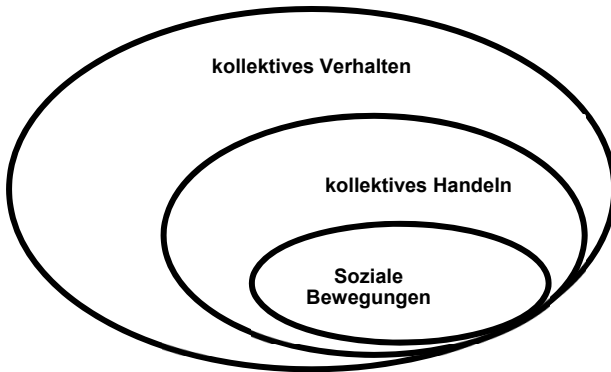 kollektives Verhalten
kollektives Handeln
Soziale
Bewegungen